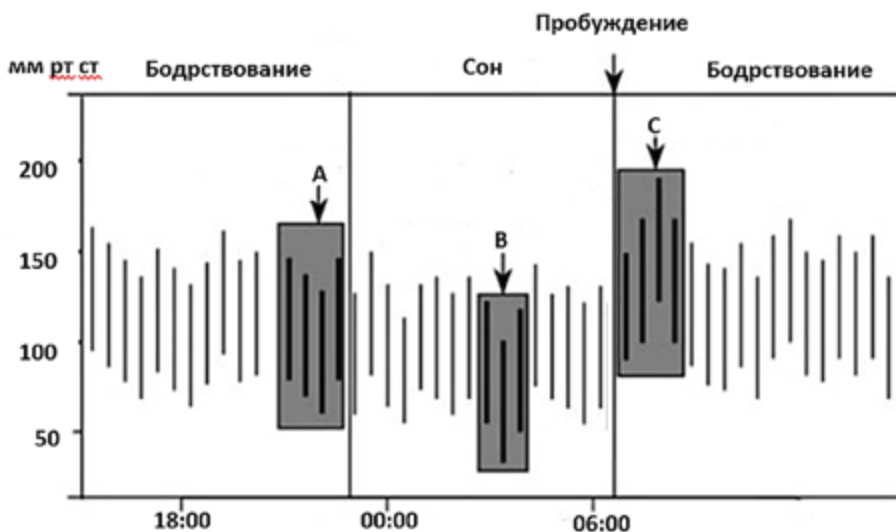 Пробуждение
мм рт ст Бодрствование Сон Бодрствование
C
200
A
B
150
100
50
18:00 00:00 06:00